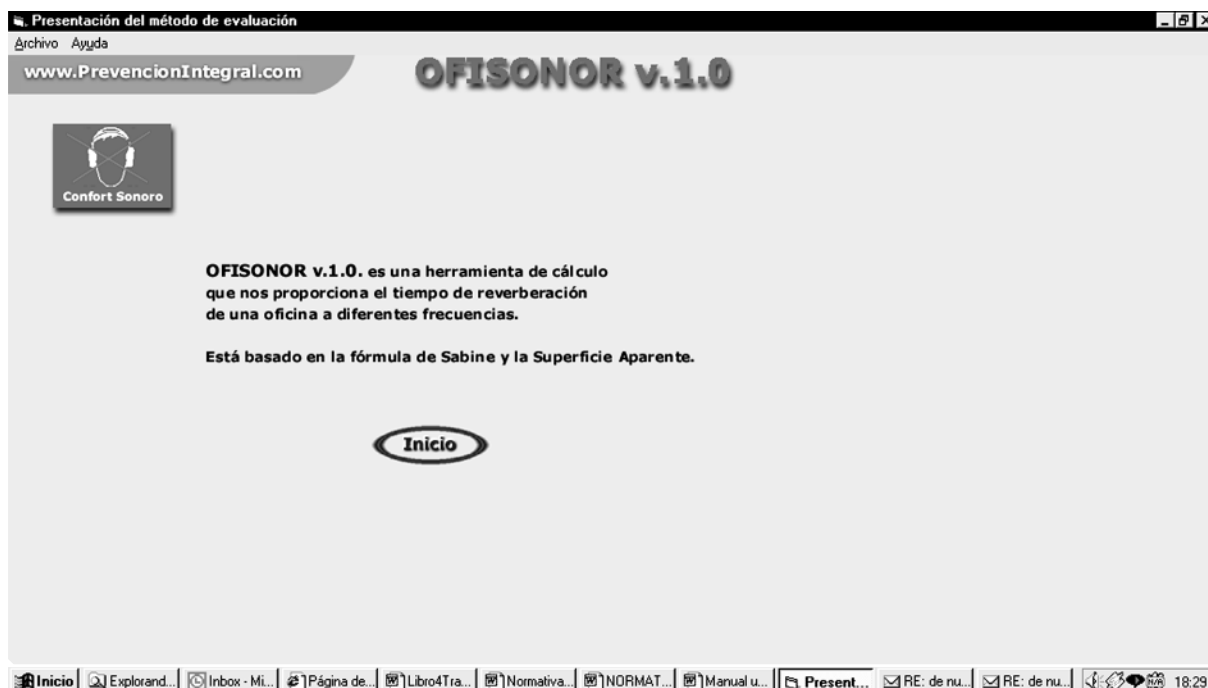 Presentación del método de evaluación
Archivo Ayuda
www.PrevencionIntegral.com
OFISONOR v.1.0
Confort Sonoro
OFISONOR v.1.0. es una herramienta de cálculo
que nos proporciona el tiempo de reverberación
de una oficina a diferentes frecuencias.
Está basado en la fórmula de Sabine y la Superficie Aparente.
Inicio
Inicio Explorand... Inbox - Mi... Página de... Libro4Tra... Normativa... NORMAT... Manual u... Present... RE: de nu... RE: de nu... 18:29